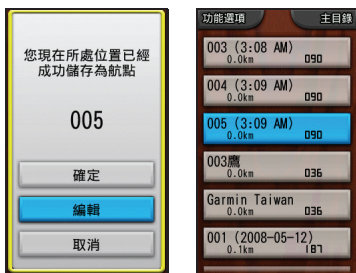 您現在所處位置已經
成功儲存為航點
005
確定
編輯
取消
功能選項
主目錄
003 (3:08 AM)
0.0km 090
004 (3:09 AM)
0.0km 090
005 (3:09 AM)
0.0km 090
003鷹
0.0km 036
Garmin Taiwan
0.0km 036
001 (2008-05-12)
0.1km 187